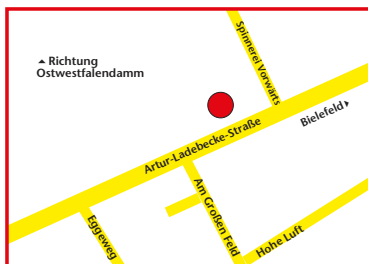 Spinnerei Vorwärts
Richtung
Ostwestfalendamm
Bielefeld
Artur-Ladebecke-Straße
Am Großen Feld
Eggeweg
Hohe Luft